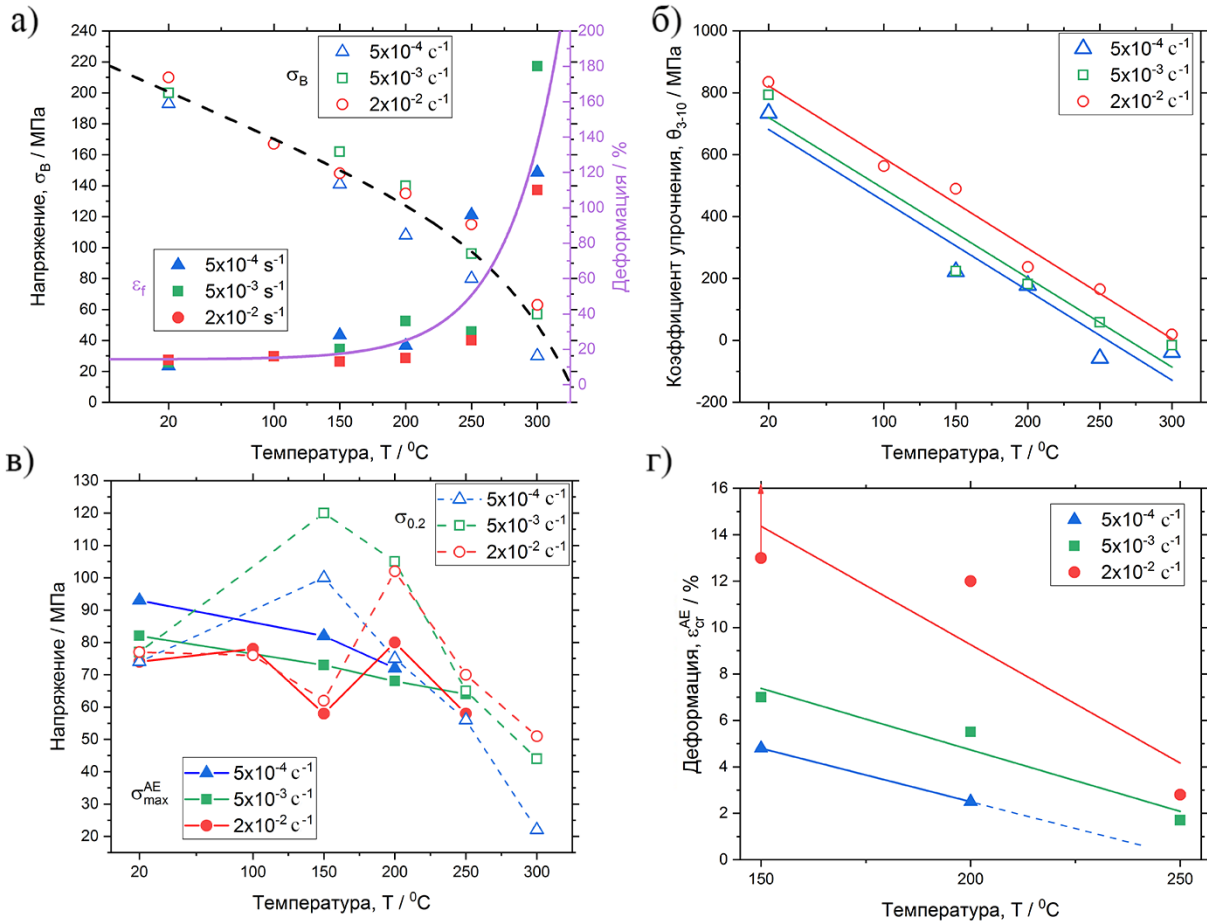 а)
240
220
200
180
160
140
120
100
80
60
40
20
0
Напряжение, σB / МПа
σB
5x10-4 c-1
5x10-3 c-1
2x10-2 c-1
εf
5x10-4 s-1
5x10-3 s-1
2x10-2 s-1
200
180
160
140
120
100
80
60
40
20
0
Деформация / %
20 100 150 200 250 300
Температура, T / 0C
б)
1000
800
600
400
200
0
-200
Коэффициент упрочнения, θ3-10 / МПа
5x10-4 c-1
5x10-3 c-1
2x10-2 c-1
20 100 150 200 250 300
Температура, T / 0C
в)
130
120
110
100
90
80
70
60
50
40
30
20
Напряжение / МПа
σ0.2
5x10-4 c-1
5x10-3 c-1
2x10-2 c-1
σAEmax
5x10-4 c-1
5x10-3 c-1
2x10-2 c-1
20 100 150 200 250 300
Температура, T / 0C
г)
16
14
12
10
8
6
4
2
0
Деформация, εAEcr / %
5x10-4 c-1
5x10-3 c-1
2x10-2 c-1
150 200 250
Температура, T / 0C